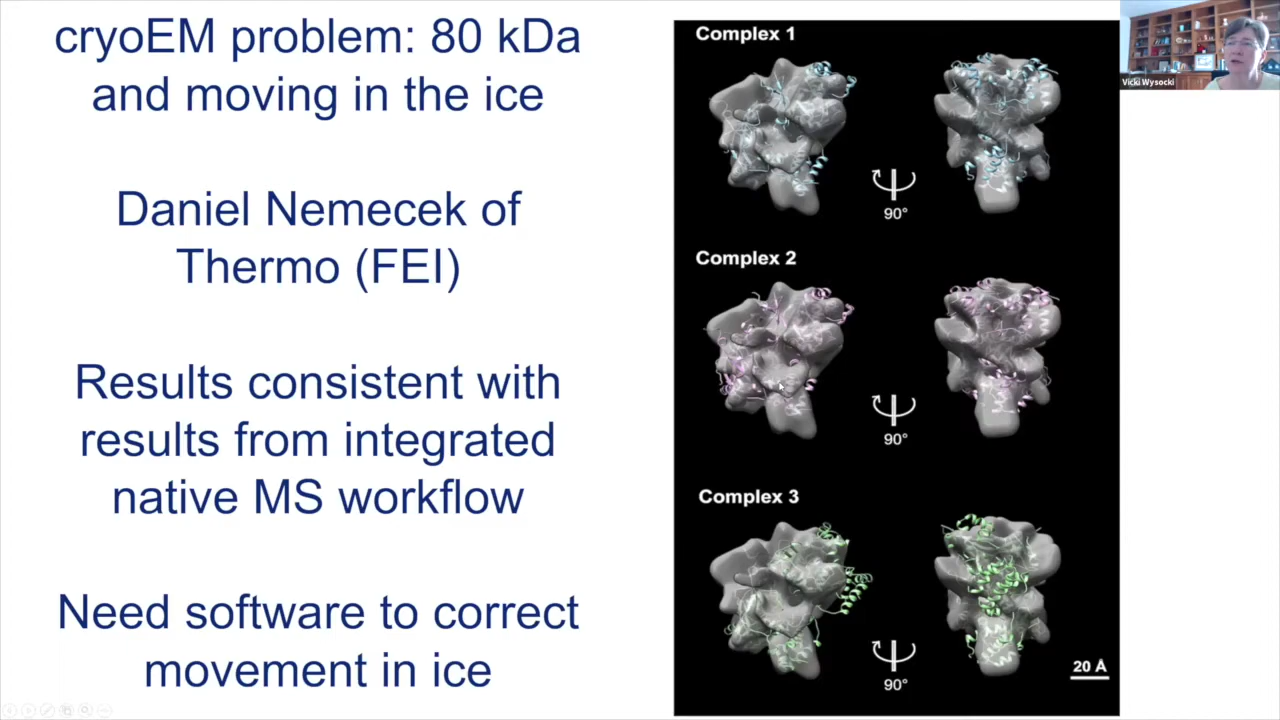 cryoEM problem: 80 kDa
and moving in the ice
Daniel Nemecek of
Thermo (FEI)
Results consistent with
results from integrated
native MS workflow
Need software to correct
movement in ice
Complex 1
90°
Complex 2
90°
Complex 3
90°
20 Å
Vicki Wysocki